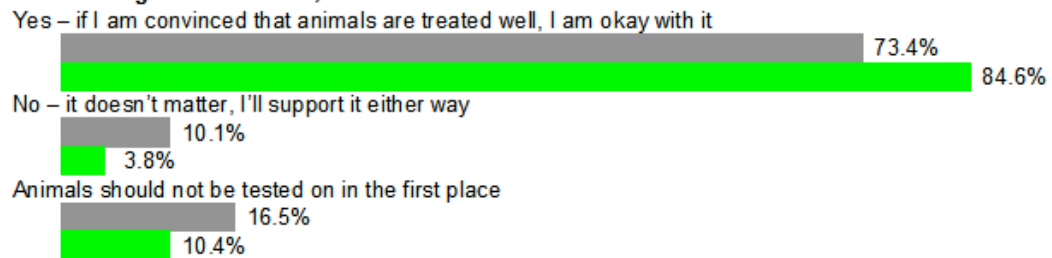 Yes – if I am convinced that animals are treated well, I am okay with it
73.4%
84.6%
No – it doesn't matter, I'll support it either way
10.1%
3.8%
Animals should not be tested on in the first place
16.5%
10.4%